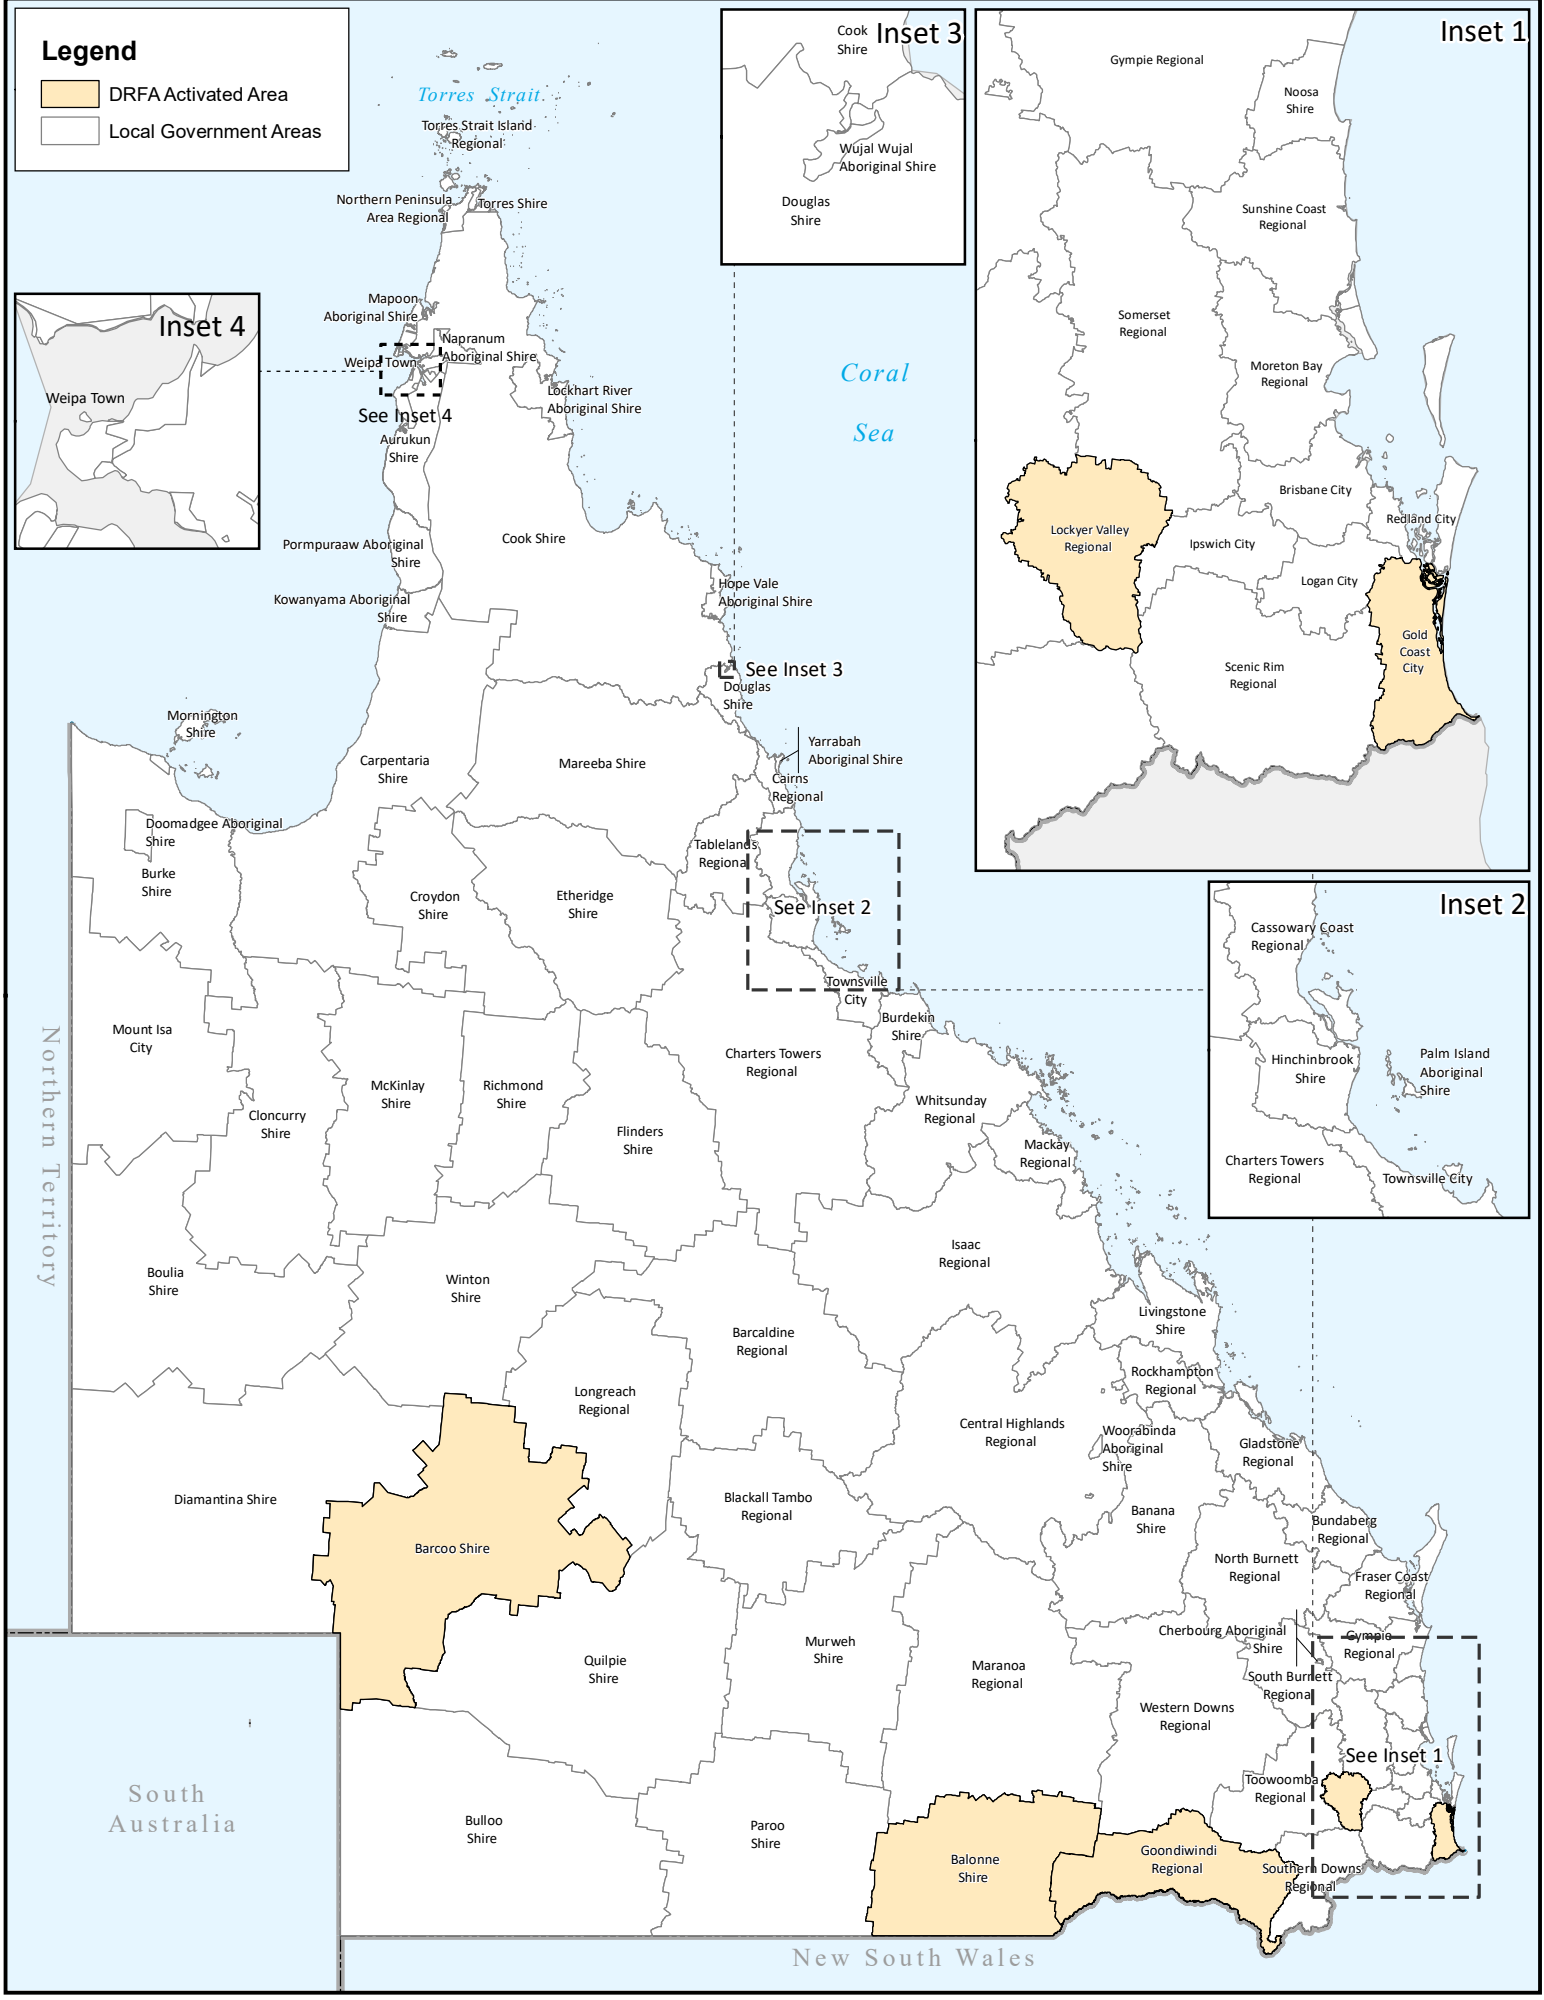 Legend
DRFA Activated Area
Local Government Areas
Torres Strait
Torres Strait Island
Regional
Northern Peninsula
Area Regional
Torres Shire
Mapoon
Aboriginal Shire
Napranum
Aboriginal Shire
Weipa Town
See Inset 4
Lockhart River
Aboriginal Shire
Aurukun
Shire
Cook Shire
Pormpuraaw Aboriginal
Shire
Kowanyama Aboriginal
Shire
Hope Vale
Aboriginal Shire
See Inset 3
Douglas
Shire
Coral
Sea
Inset 4
Weipa Town
Inset 3
Cook
Shire
Wujal Wujal
Aboriginal Shire
Douglas
Shire
Inset 1
Gympie Regional
Noosa
Shire
Sunshine Coast
Regional
Somerset
Regional
Moreton Bay
Regional
Brisbane City
Redland City
Lockyer Valley
Regional
Ipswich City
Logan City
Gold
Coast
City
Scenic Rim
Regional
Inset 2
Cassowary Coast
Regional
Hinchinbrook
Shire
Palm Island
Aboriginal
Shire
Charters Towers
Regional
Townsville City
Mornington
Shire
Carpentaria
Shire
Mareeba Shire
Yarrabah
Aboriginal Shire
Cairns
Regional
Doomadgee Aboriginal
Shire
Burke
Shire
Croydon
Shire
Etheridge
Shire
Tablelands
Regional
See Inset 2
Townsville
City
Burdekin
Shire
Mount Isa
City
Cloncurry
Shire
McKinlay
Shire
Richmond
Shire
Flinders
Shire
Charters Towers
Regional
Whitsunday
Regional
Mackay
Regional
Northern Territory
Boulia
Shire
Winton
Shire
Isaac
Regional
Barcaldine
Regional
Livingstone
Shire
Rockhampton
Regional
Longreach
Regional
Central Highlands
Regional
Woorabinda
Aboriginal
Shire
Gladstone
Regional
Diamantina Shire
Barcoo Shire
Blackall Tambo
Regional
Banana
Shire
Bundaberg
Regional
North Burnett
Regional
Fraser Coast
Regional
Cherbourg Aboriginal
Shire
Gympie
Regional
South Burnett
Regional
Quilpie
Shire
Murweh
Shire
Maranoa
Regional
Western Downs
Regional
See Inset 1
Toowoomba
Regional
South
Australia
Bulloo
Shire
Paroo
Shire
Balonne
Shire
Goondiwindi
Regional
Southern Downs
Regional
New South Wales